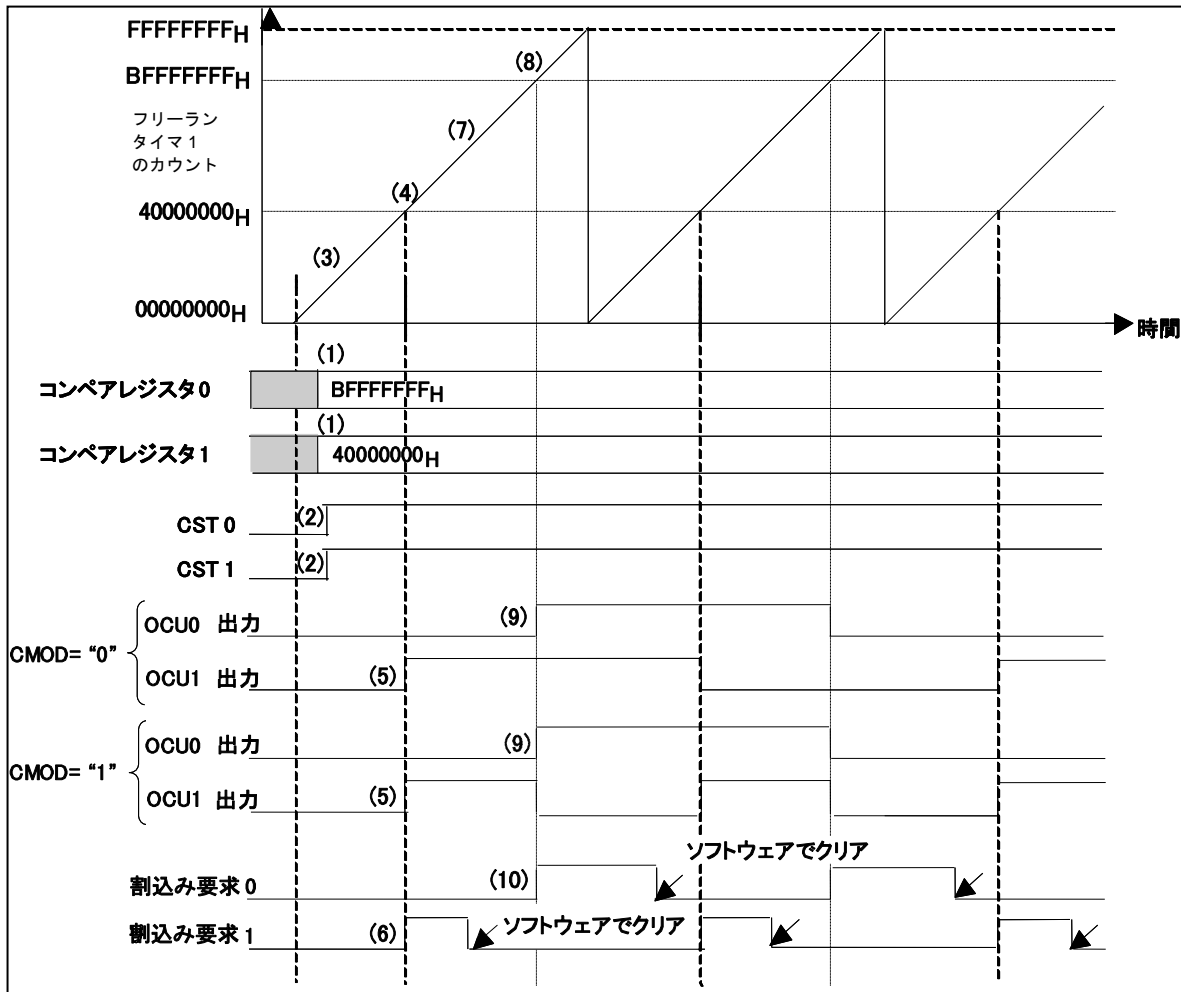 FFFFFFFFH
BFFFFFFFH
(8)
フリーラン
タイマ1
のカウント
(7)
(4)
40000000H
(3)
00000000H
時間
(1)
コンペアレジスタ0
BFFFFFFFH
(1)
コンペアレジスタ1
40000000H
CST 0
(2)
CST 1
(2)
CMOD= “0”
OCU0 出力
(9)
OCU1 出力
(5)
CMOD= “1”
OCU0 出力
(9)
OCU1 出力
(5)
ソフトウェアでクリア
割込み要求 0
(10)
割込み要求 1
(6)
ソフトウェアでクリア